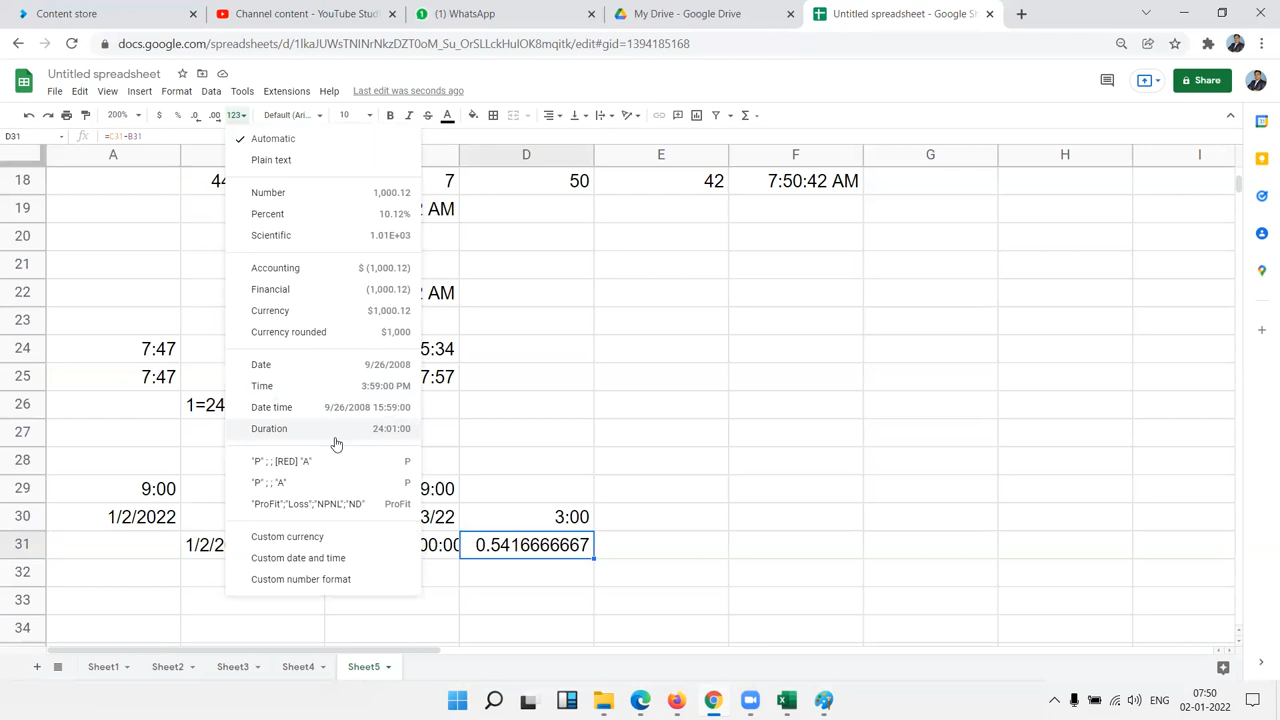 Content store
Channel content - YouTube Stud
(1) WhatsApp
My Drive - Google Drive
Untitled spreadsheet - Google Sh
docs.google.com/spreadsheets/d/1lkaJUWsTNINrNkzDZT0oM_Su_OrSLLckHuIOK8mqitk/edit#gid=1394185168
Untitled spreadsheet
File Edit View Insert Format Data Tools Extensions Help Last edit was seconds ago
Share
200% $ % .0 .00 123 Default (Ari... 10 B I S A
D31 fx =C31-B31
Automatic
Plain text
Number 1,000.12
Percent 10.12%
Scientific 1.01E+03
Accounting $ (1,000.12)
Financial (1,000.12)
Currency $1,000.12
Currency rounded $1,000
Date 9/26/2008
Time 3:59:00 PM
Date time 9/26/2008 15:59:00
Duration 24:01:00
"P" ; ; [RED] "A" P
"P" ; ; "A" P
"ProFit";"Loss";"NPNL";"ND" ProFit
Custom currency
Custom date and time
Custom number format
A D E F G H I
18 44 7 50 42 7:50:42 AM
19 2 AM
20
21
22 2 AM
23
24 7:47 5:34
25 7:47 7:57
26 1=24
27
28
29 9:00 9:00
30 1/2/2022 3/22 3:00
31 1/2/20 00:00 0.5416666667
32
33
34
Sheet1 Sheet2 Sheet3 Sheet4 Sheet5
ENG
07:50
02-01-2022